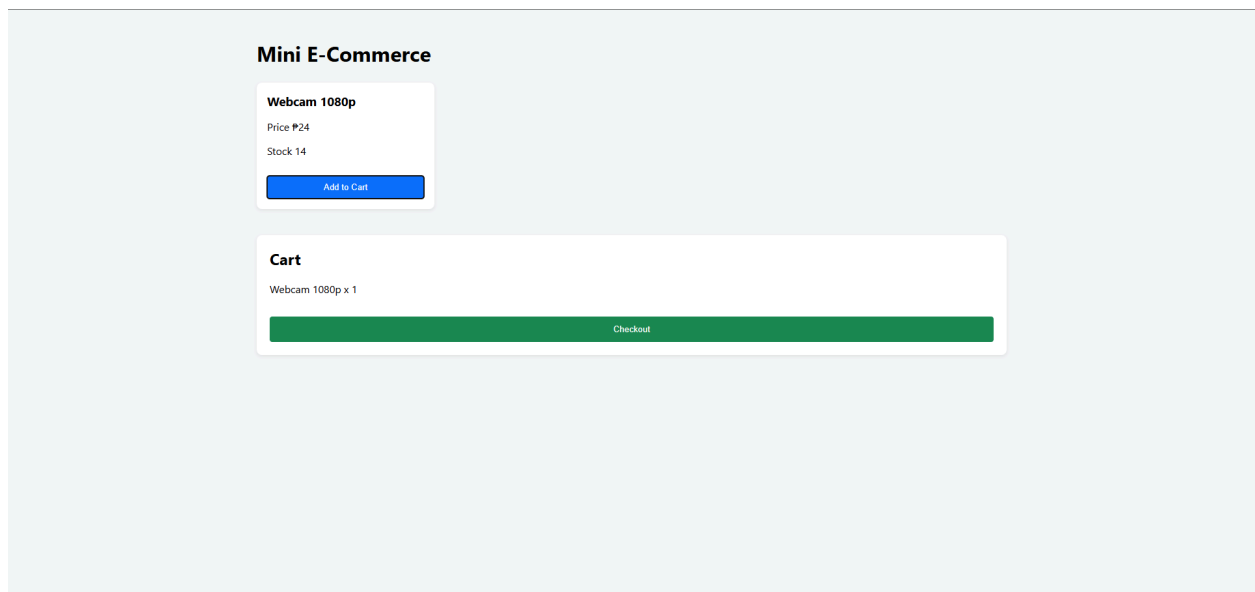 Mini E-Commerce
Webcam 1080p
Price ₱24
Stock 14
Add to Cart
Cart
Webcam 1080p x 1
Checkout